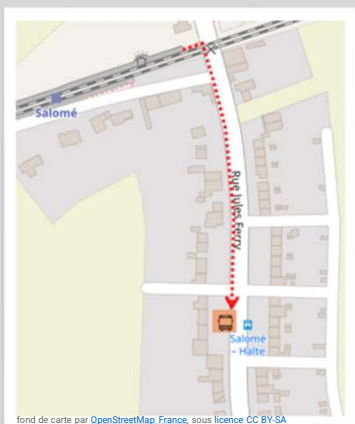 Salomé
Rue Jules Ferry
Salomé
– Halte
fond de carte par OpenStreetMap France, sous licence CC BY-SA